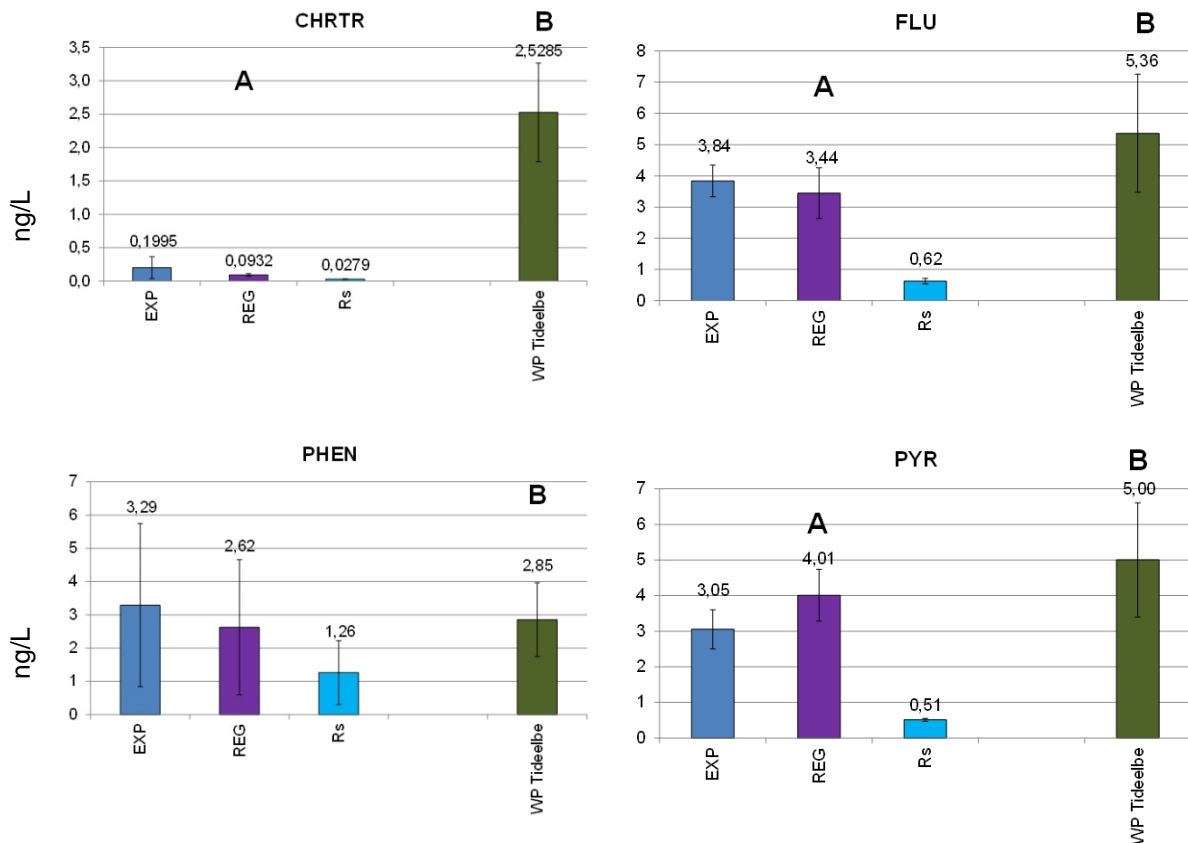 CHRTR
B
3,5
3,0
2,5
2,0
1,5
1,0
0,5
0,0
ng/L
A
0,1995
0,0932
0,0279
2,5285
EXP
REG
Rs
WP Tideelbe
FLU
B
8
7
6
5
4
3
2
1
0
A
3,84
3,44
0,62
5,36
EXP
REG
Rs
WP Tideelbe
PHEN
B
7
6
5
4
3
2
1
0
ng/L
3,29
2,62
1,26
2,85
EXP
REG
Rs
WP Tideelbe
PYR
B
7
6
5
4
3
2
1
0
A
3,05
4,01
0,51
5,00
EXP
REG
Rs
WP Tideelbe